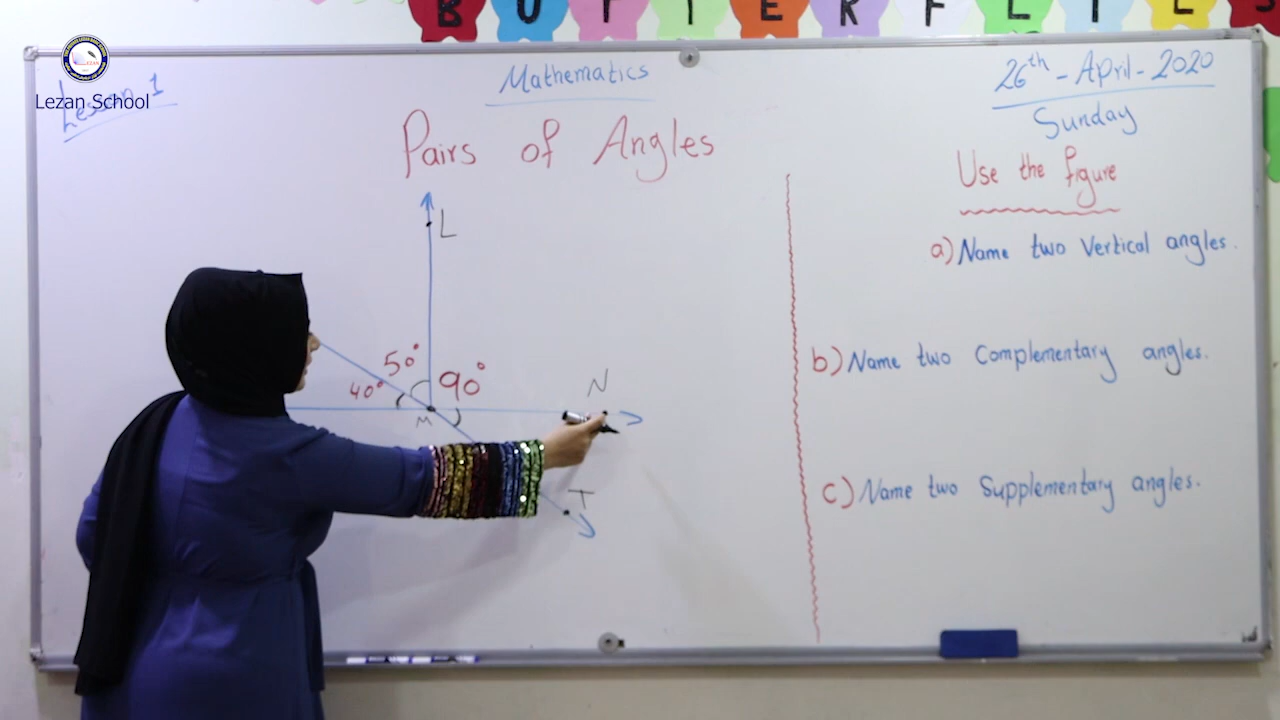 BUTTERFLIES
Lezan School
Lesson 1
Mathematics
26th - April - 2020
Sunday
Pairs of Angles
Use the figure
a) Name two Vertical angles.
b) Name two Complementary angles.
c) Name two Supplementary angles.
L
50°
40°
90°
N
M
T